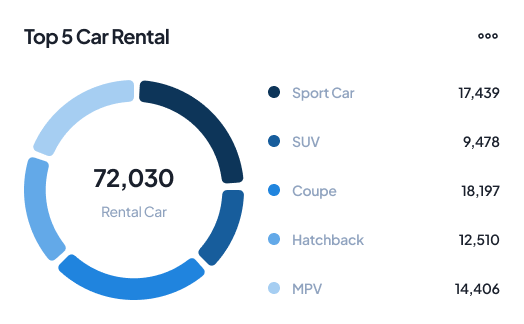 Top 5 Car Rental
72,030
Rental Car
Sport Car 17,439
SUV 9,478
Coupe 18,197
Hatchback 12,510
MPV 14,406